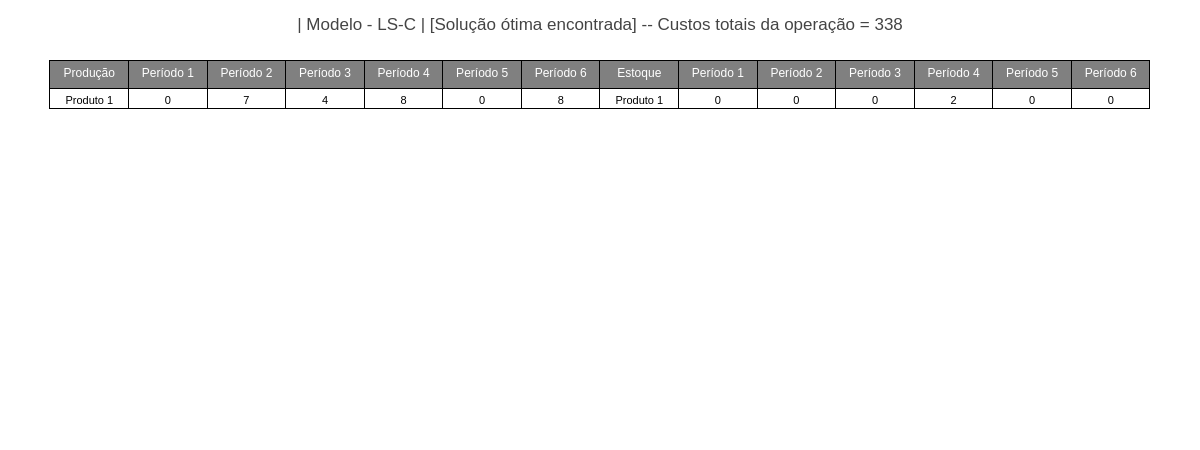 | Modelo - LS-C | [Solução ótima encontrada] -- Custos totais da operação = 338
Produção Período 1 Período 2 Período 3 Período 4 Período 5 Período 6 Estoque Período 1 Período 2 Período 3 Período 4 Período 5 Período 6
Produto 1 0 7 4 8 0 8 Produto 1 0 0 0 2 0 0